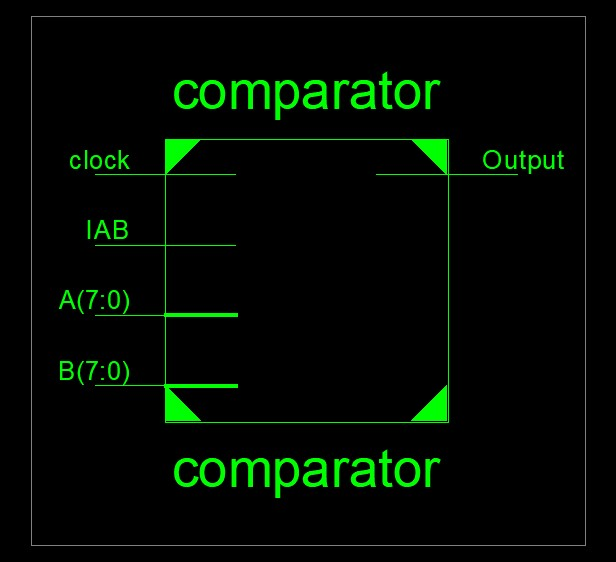 comparator
clock
Output
IAB
A(7:0)
B(7:0)
comparator